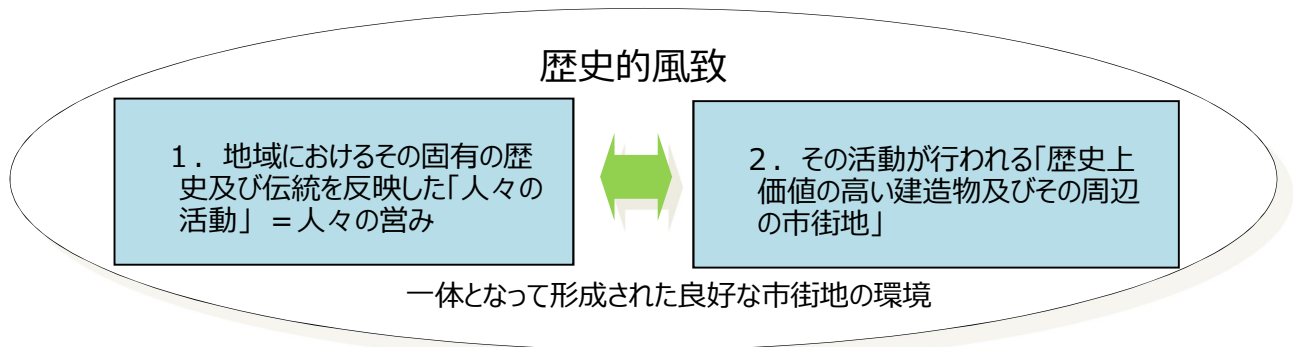 歴史的風致
１．地域におけるその固有の歴
史及び伝統を反映した「人々の
活動」＝人々の営み
２．その活動が行われる「歴史上
価値の高い建造物及びその周辺
の市街地」
一体となって形成された良好な市街地の環境